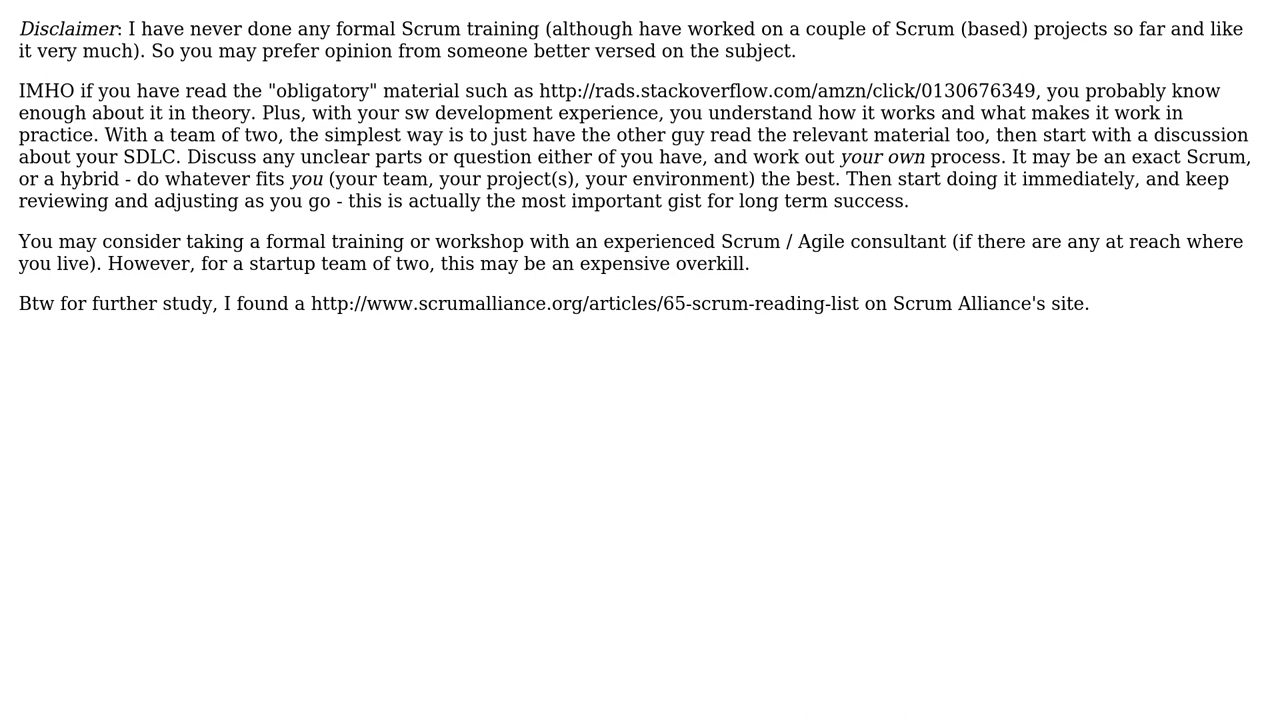 Disclaimer: I have never done any formal Scrum training (although have worked on a couple of Scrum (based) projects so far and like
it very much). So you may prefer opinion from someone better versed on the subject.
IMHO if you have read the "obligatory" material such as http://rads.stackoverflow.com/amzn/click/0130676349, you probably know
enough about it in theory. Plus, with your sw development experience, you understand how it works and what makes it work in
practice. With a team of two, the simplest way is to just have the other guy read the relevant material too, then start with a discussion
about your SDLC. Discuss any unclear parts or question either of you have, and work out your own process. It may be an exact Scrum,
or a hybrid - do whatever fits you (your team, your project(s), your environment) the best. Then start doing it immediately, and keep
reviewing and adjusting as you go - this is actually the most important gist for long term success.
You may consider taking a formal training or workshop with an experienced Scrum / Agile consultant (if there are any at reach where
you live). However, for a startup team of two, this may be an expensive overkill.
Btw for further study, I found a http://www.scrumalliance.org/articles/65-scrum-reading-list on Scrum Alliance's site.